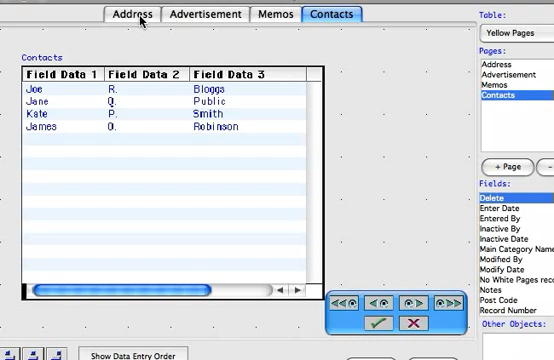 Address
Advertisement
Memos
Contacts
Contacts
Field Data 1 Field Data 2 Field Data 3
Joe R. Bloggs
Jane Q. Public
Kate P. Smith
James O. Robinson
Show Data Entry Order
Table:
Yellow Pages
Pages:
Address
Advertisement
Memos
Contacts
+ Page -
Fields:
Delete
Enter Date
Entered By
Inactive By
Inactive Date
Main Category Name
Modified By
Modify Date
No White Pages reco
Notes
Post Code
Record Number
Other Objects: